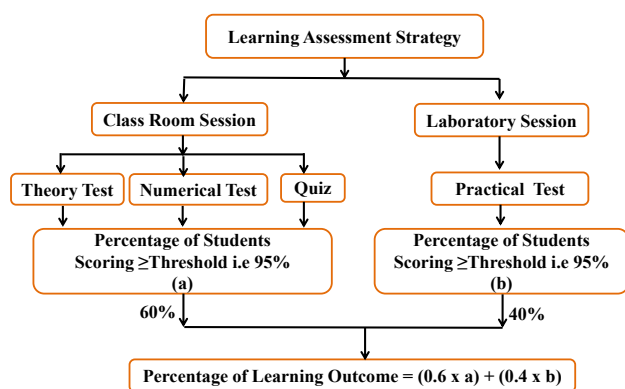 Learning Assessment Strategy
Class Room Session
Laboratory Session
Theory Test
Numerical Test
Quiz
Practical Test
Percentage of Students
Scoring ≥Threshold i.e 95%
(a)
Percentage of Students
Scoring ≥Threshold i.e 95%
(b)
60%
40%
Percentage of Learning Outcome = (0.6 x a) + (0.4 x b)